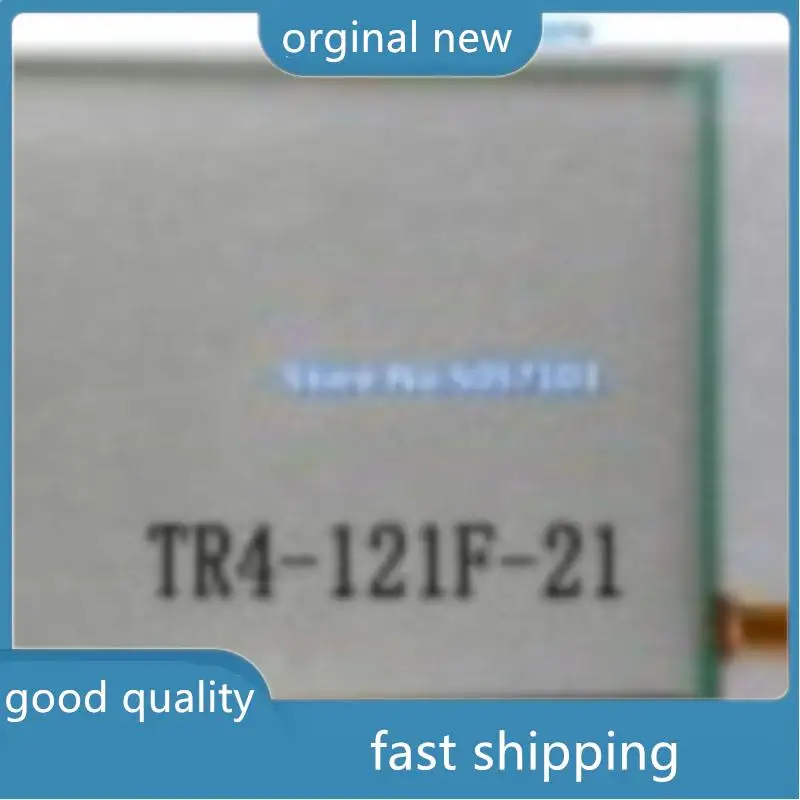 orginal new
TR4-121F-21
good quality
fast shipping